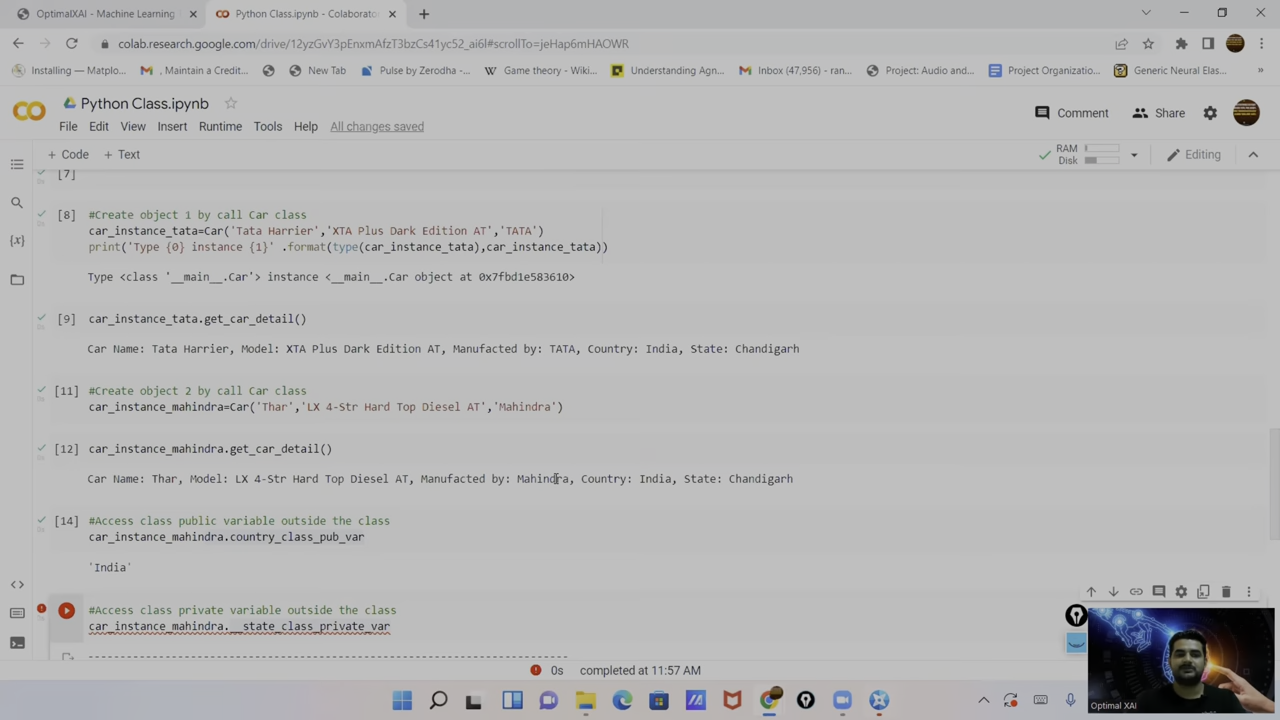 OptimalXAI - Machine Learning
Python Class.ipynb - Colaborato
colab.research.google.com/drive/12yzGvY3pEnxmAfzT3bzCs41yc52_ai6l#scrollTo=jeHap6mHAOWR
Installing — Matplo...
, Maintain a Credit...
New Tab
Pulse by Zerodha -...
Game theory - Wiki...
Understanding Agn...
Inbox (47,956) - ran...
Project: Audio and...
Project Organizatio...
Generic Neural Elas...
»
Python Class.ipynb
Comment
Share
File Edit View Insert Runtime Tools Help All changes saved
+ Code + Text
RAM
Disk
Editing
[7]
[8] #Create object 1 by call Car class
car_instance_tata=Car('Tata Harrier','XTA Plus Dark Edition AT','TATA')
print('Type {0} instance {1}' .format(type(car_instance_tata),car_instance_tata))
Type <class '__main__.Car'> instance <__main__.Car object at 0x7fbd1e583610>
[9] car_instance_tata.get_car_detail()
Car Name: Tata Harrier, Model: XTA Plus Dark Edition AT, Manufacted by: TATA, Country: India, State: Chandigarh
[11] #Create object 2 by call Car class
car_instance_mahindra=Car('Thar','LX 4-Str Hard Top Diesel AT','Mahindra')
[12] car_instance_mahindra.get_car_detail()
Car Name: Thar, Model: LX 4-Str Hard Top Diesel AT, Manufacted by: Mahindra, Country: India, State: Chandigarh
[14] #Access class public variable outside the class
car_instance_mahindra.country_class_pub_var
'India'
#Access class private variable outside the class
car_instance_mahindra.__state_class_private_var
---------------------------------------------------------------------------
0s completed at 11:57 AM
Optimal XAI